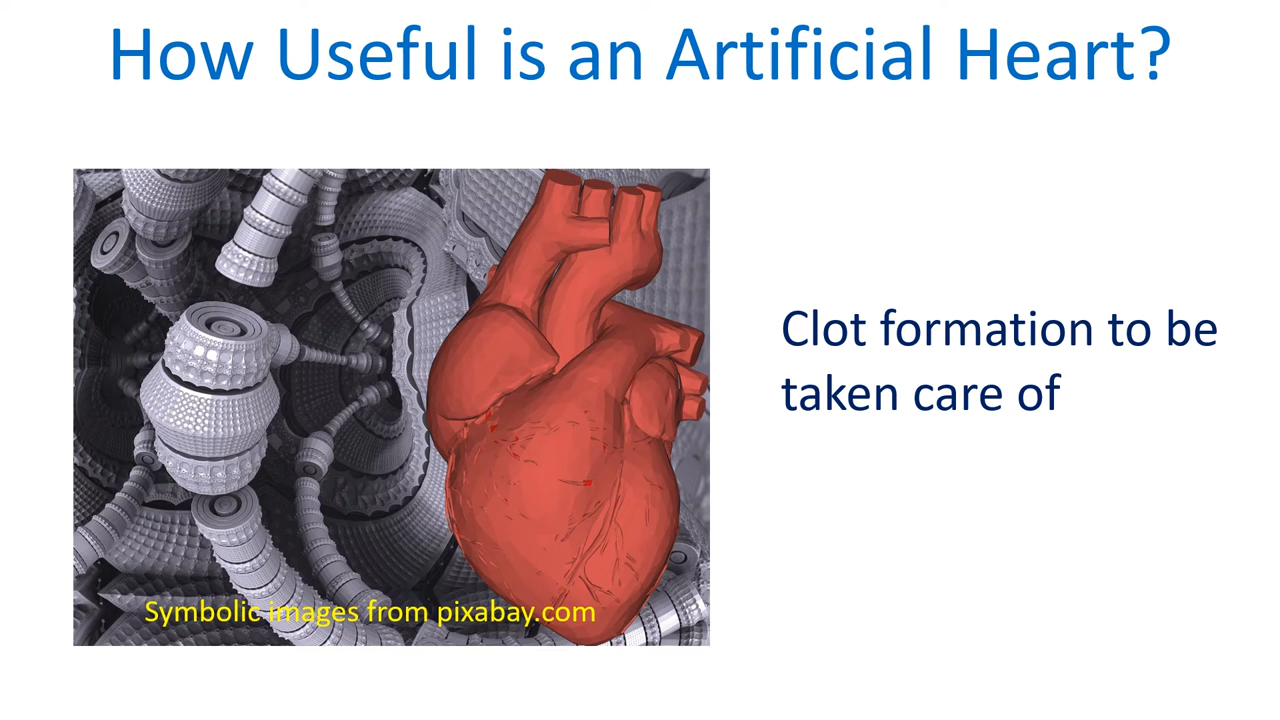 How Useful is an Artificial Heart?
Clot formation to be
taken care of
Symbolic images from pixabay.com